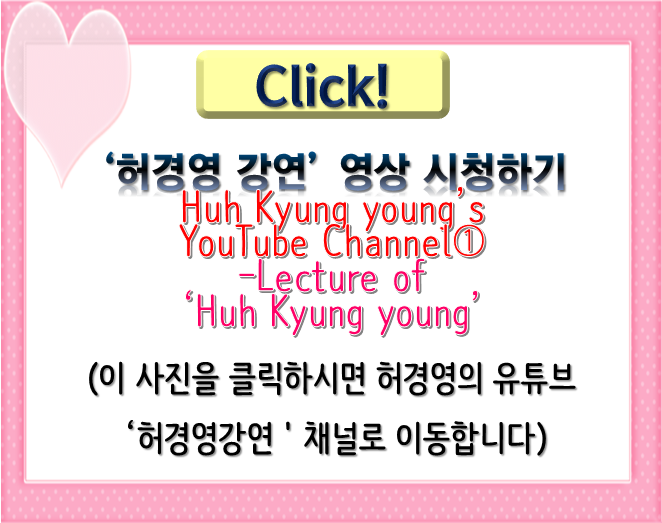 Click!
‘허경영 강연’ 영상 시청하기
Huh Kyung young’s
YouTube Channel①
-Lecture of
‘Huh Kyung young’
(이 사진을 클릭하시면 허경영의 유튜브
‘허경영강연 ' 채널로 이동합니다)